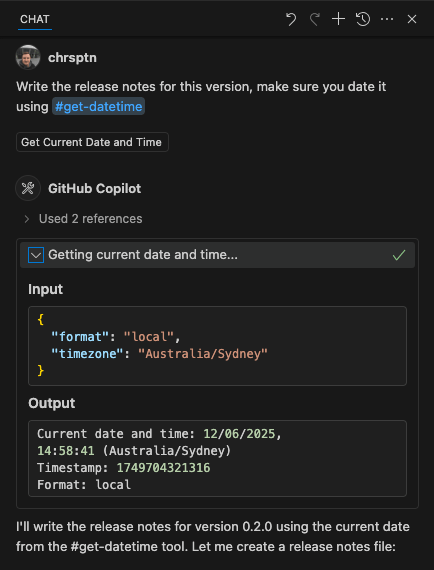 CHAT
chrsptn
Write the release notes for this version, make sure you date it
using #get-datetime
Get Current Date and Time
GitHub Copilot
Used 2 references
Getting current date and time...
Input
{
"format": "local",
"timezone": "Australia/Sydney"
}
Output
Current date and time: 12/06/2025,
14:58:41 (Australia/Sydney)
Timestamp: 1749704321316
Format: local
I'll write the release notes for version 0.2.0 using the current date
from the #get-datetime tool. Let me create a release notes file: